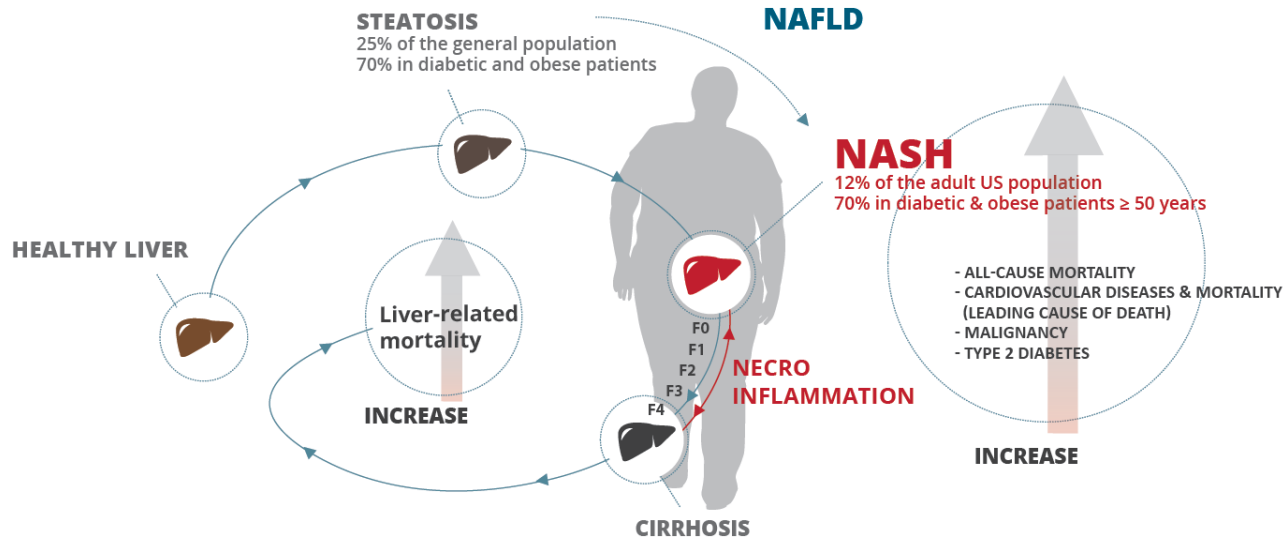 STEATOSIS
25% of the general population
70% in diabetic and obese patients
NAFLD
NASH
12% of the adult US population
70% in diabetic & obese patients ≥ 50 years
HEALTHY LIVER
Liver-related
mortality
INCREASE
F0
F1
F2
F3
F4
NECRO
INFLAMMATION
CIRRHOSIS
- ALL-CAUSE MORTALITY
- CARDIOVASCULAR DISEASES & MORTALITY
(LEADING CAUSE OF DEATH)
- MALIGNANCY
- TYPE 2 DIABETES
INCREASE